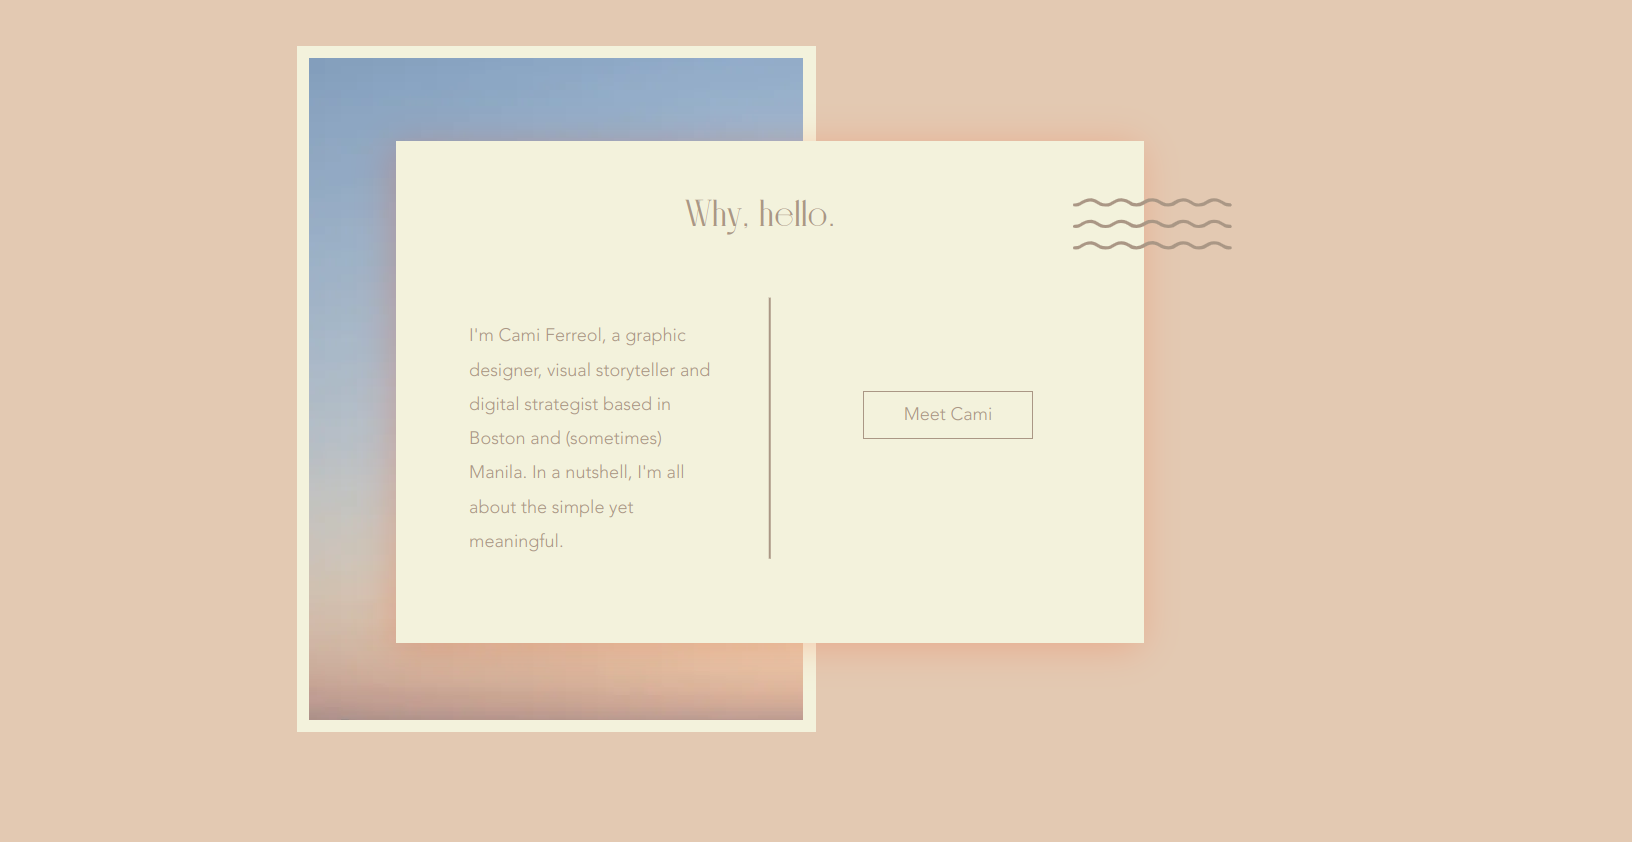 Why, hello.
I'm Cami Ferreol, a graphic
designer, visual storyteller and
digital strategist based in
Boston and (sometimes)
Manila. In a nutshell, I'm all
about the simple yet
meaningful.
Meet Cami